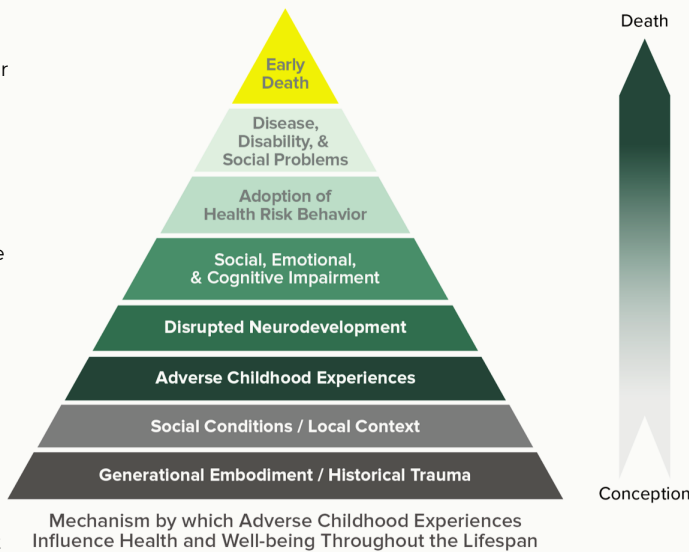 Death
r
Early
Death
Disease,
Disability, &
Social Problems
Adoption of
Health Risk Behavior
e
Social, Emotional,
& Cognitive Impairment
Disrupted Neurodevelopment
Adverse Childhood Experiences
Social Conditions / Local Context
Generational Embodiment / Historical Trauma
Conception
Mechanism by which Adverse Childhood Experiences
Influence Health and Well-being Throughout the Lifespan